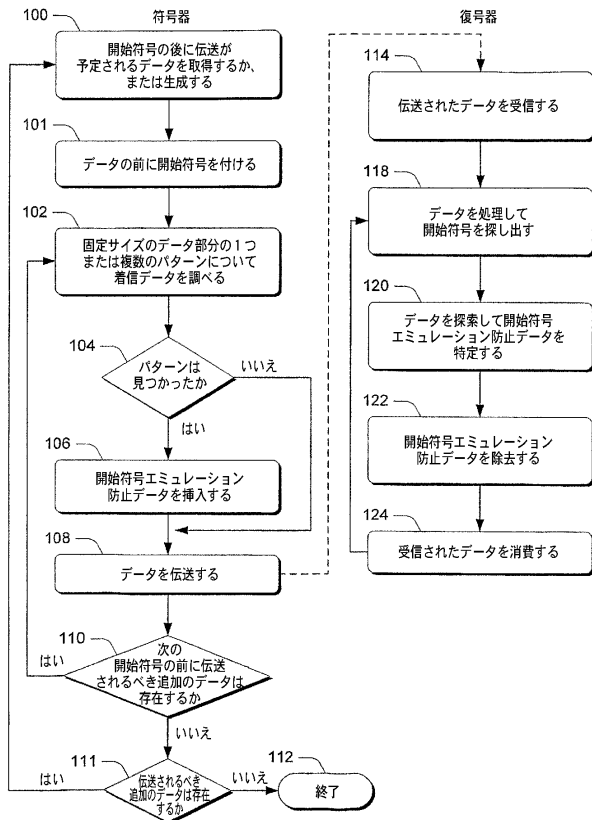 符号器
100
開始符号の後に伝送が
予定されるデータを取得するか、
または生成する
101
データの前に開始符号を付ける
102
固定サイズのデータ部分の１つ
または複数のパターンについて
着信データを調べる
104
パターンは
見つかったか
いいえ
はい
106
開始符号エミュレーション
防止データを挿入する
108
データを伝送する
110
次の
開始符号の前に伝送
されるべき追加のデータは
存在するか
はい
いいえ
111
伝送されるべき
追加のデータは存在
するか
はい
いいえ
112
終了
復号器
114
伝送されたデータを受信する
118
データを処理して
開始符号を探し出す
120
データを探索して開始符号
エミュレーション防止データを
特定する
122
開始符号エミュレーション
防止データを除去する
124
受信されたデータを消費する